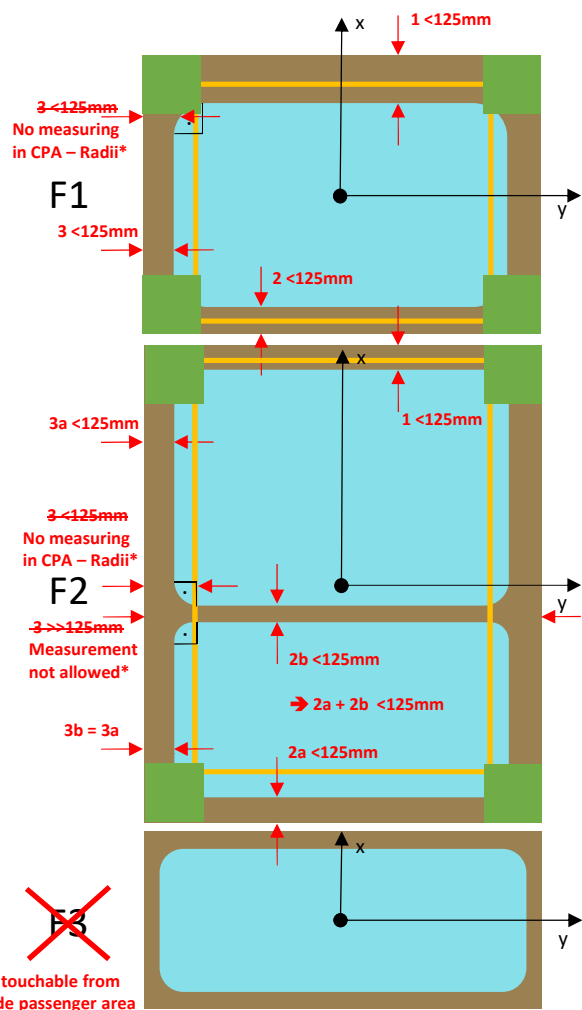 1 <125mm
x
3 <125mm
No measuring
in CPA – Radii*
F1
y
3 <125mm
2 <125mm
x
3a <125mm
1 <125mm
3 <125mm
No measuring
in CPA – Radii*
F2
y
3 >>125mm
Measurement
not allowed*
2b <125mm
➔ 2a + 2b <125mm
3b = 3a
2a <125mm
x
F3
y
touchable from
de passenger area